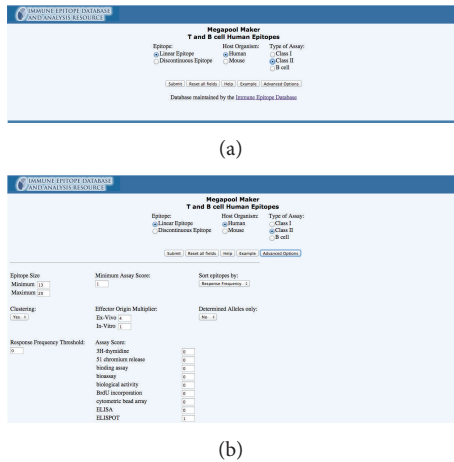 IMMUNE EPITOPE DATABASE
AND ANALYSIS RESOURCE
Megapool Maker
T and B cell Human Epitopes
Epitope: Host Organism: Type of Assay:
Linear Epitope Human Class I
Discontinuous Epitope Mouse Class II
B cell
Submit Reset all fields Help Example Advanced Options
Database maintained by the Immune Epitope Database
(a)
IMMUNE EPITOPE DATABASE
AND ANALYSIS RESOURCE
Megapool Maker
T and B cell Human Epitopes
Epitope: Host Organism: Type of Assay:
Linear Epitope Human Class I
Discontinuous Epitope Mouse Class II
B cell
Submit Reset all fields Help Example Advanced Options
Epitope Size Minimum Assay Score: Sort epitopes by:
Minimum 13 1 Response Frequency
Maximum 20
Clustering: Effector Origin Multiplier: Determined Alleles only:
Yes Ex-Vivo 4 No
In-Vitro 1
Response Frequency Threshold: Assay Score:
0 3H-thymidine 0
51 chromium release 0
binding assay 0
bioassay 0
biological activity 0
BrdU incorporation 0
cytometric bead array 0
ELISA 0
ELISPOT 1
(b)